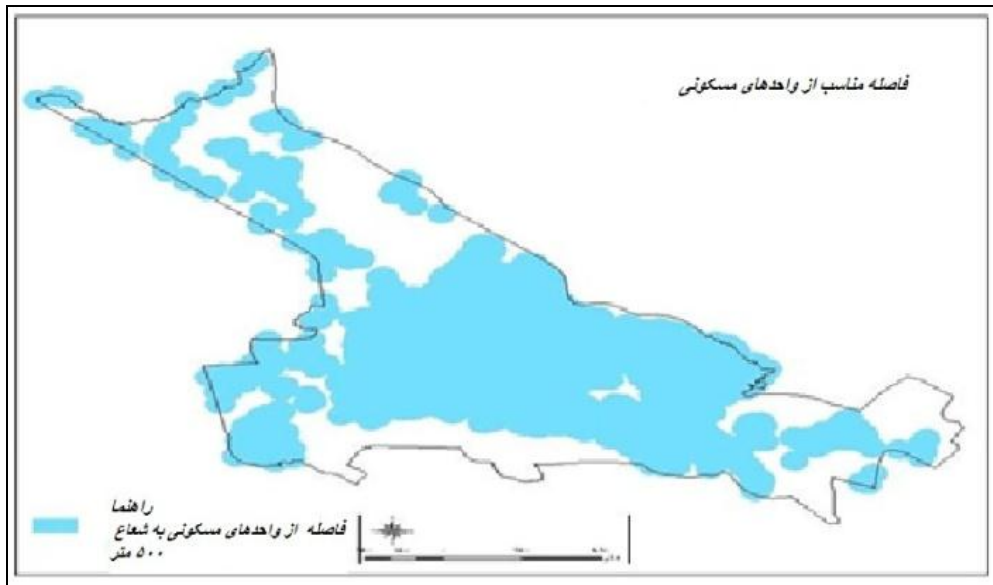 فاصله مناسب از واحدهای مسکونی
راهنما
فاصله از واحدهای مسکونی به شعاع
۵۰۰ متر